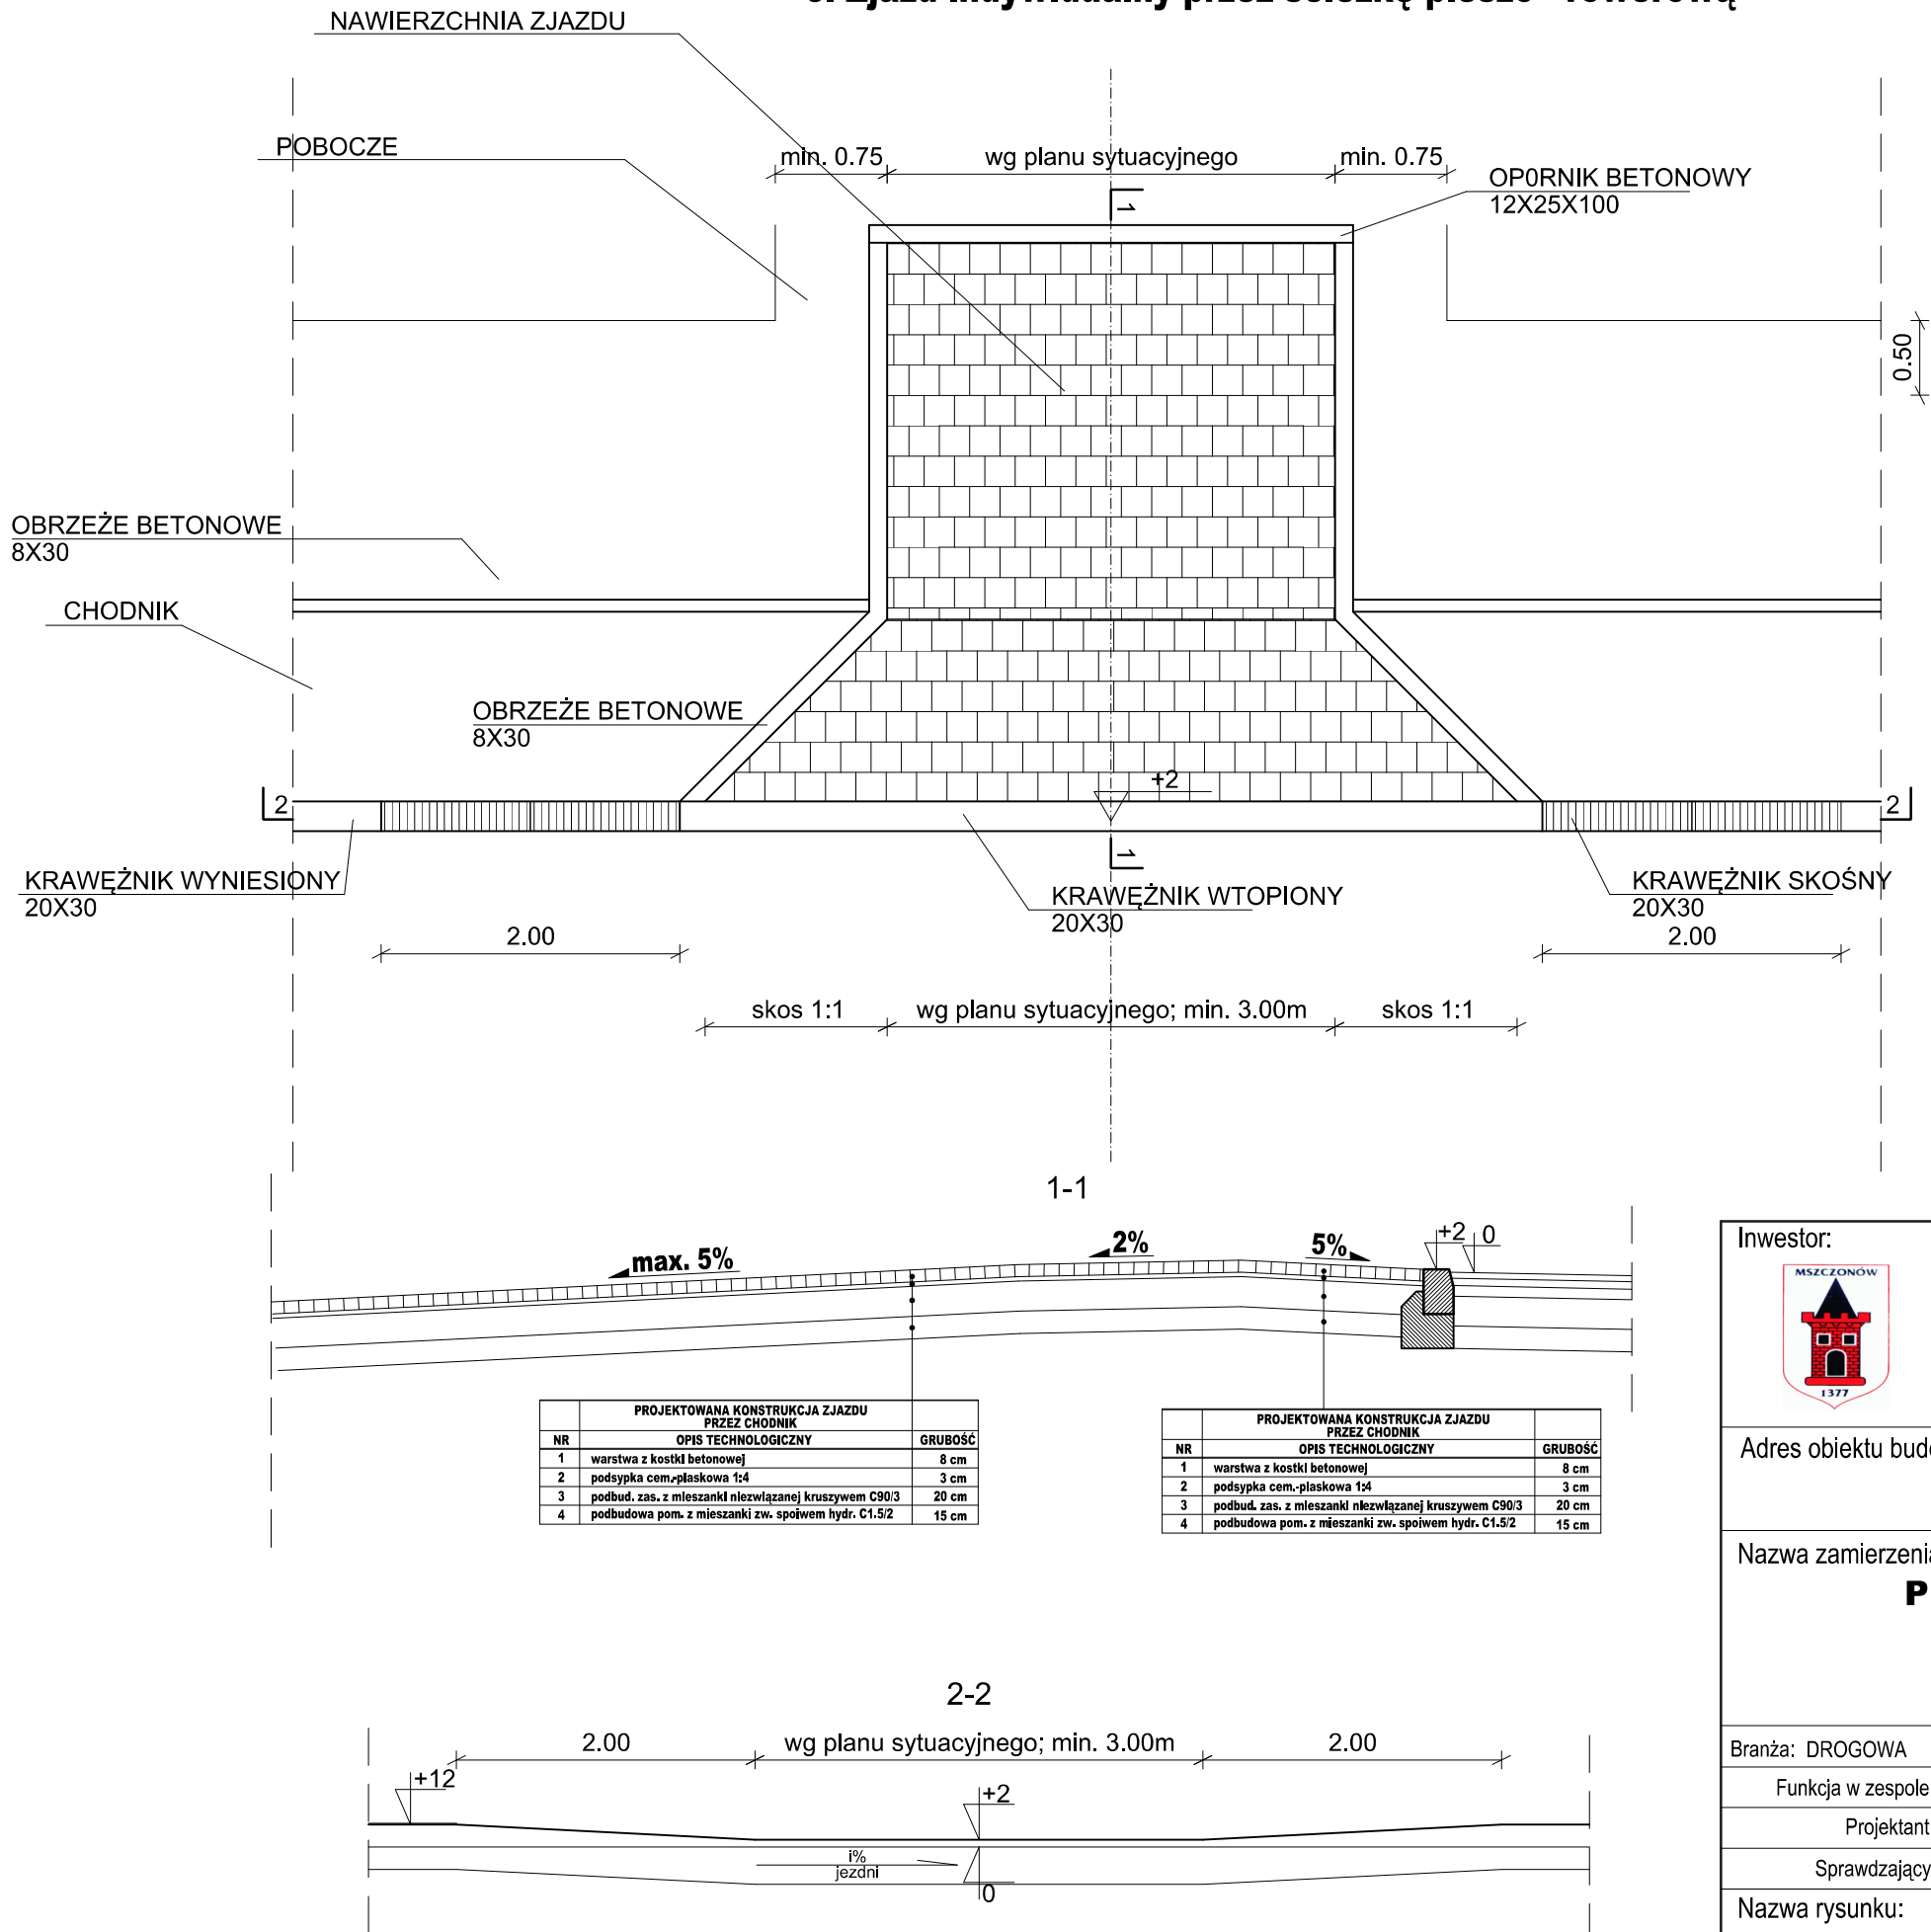 NAWIERZCHNIA ZJAZDU
POBOCZE
min. 0.75
wg planu sytuacyjnego
min. 0.75
OP0RNIK BETONOWY
12X25X100
1
0.50
OBRZEŻE BETONOWE
8X30
CHODNIK
OBRZEŻE BETONOWE
8X30
+2
2
2
1
KRAWĘŻNIK WYNIESIONY
20X30
KRAWĘŻNIK WTOPIONY
20X30
KRAWĘŻNIK SKOŚNY
20X30
2.00
2.00
skos 1:1
wg planu sytuacyjnego; min. 3.00m
skos 1:1
1-1
max. 5%
2%
5%
+2
0
PROJEKTOWANA KONSTRUKCJA ZJAZDU
PRZEZ CHODNIK
NR OPIS TECHNOLOGICZNY GRUBOŚĆ
1 warstwa z kostki betonowej 8 cm
2 podsypka cem.-piaskowa 1:4 3 cm
3 podbud. zas. z mieszanki niezwiązanej kruszywem C90/3 20 cm
4 podbudowa pom. z mieszanki zw. spoiwem hydr. C1.5/2 15 cm
PROJEKTOWANA KONSTRUKCJA ZJAZDU
PRZEZ CHODNIK
NR OPIS TECHNOLOGICZNY GRUBOŚĆ
1 warstwa z kostki betonowej 8 cm
2 podsypka cem.-piaskowa 1:4 3 cm
3 podbud. zas. z mieszanki niezwiązanej kruszywem C90/3 20 cm
4 podbudowa pom. z mieszanki zw. spoiwem hydr. C1.5/2 15 cm
2-2
2.00
wg planu sytuacyjnego; min. 3.00m
2.00
+12
+2
i%
jezdni
0
Inwestor:
MSZCZONÓW
1377
Adres obiektu
Nazwa
P
Branża: DROGOWA
Funkcja w zespole
Projektant
Sprawdzający
Nazwa rysunku: